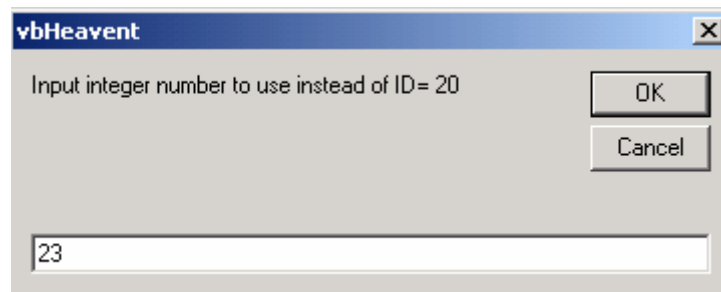 vbHeavent
Input integer number to use instead of ID= 20
OK
Cancel
23